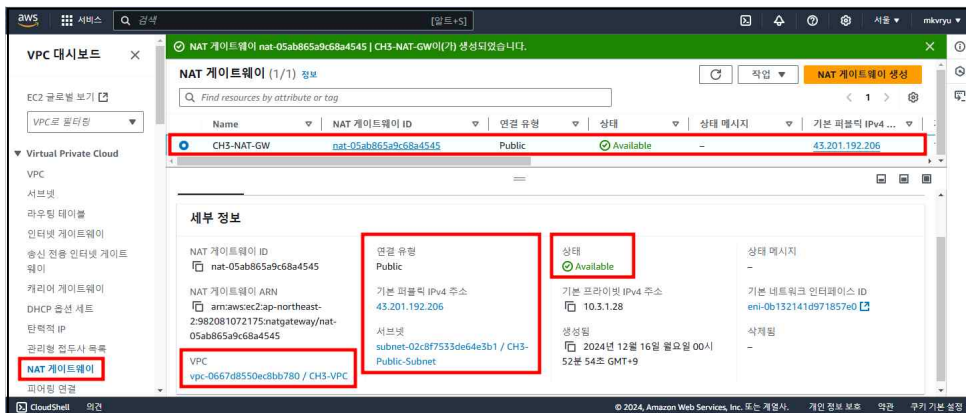 aws 서비스 검색 [알트+S] 서울 ▼ mkvryu ▼
VPC 대시보드 ×
EC2 글로벌 보기
VPC로 필터링 ▼
▼ Virtual Private Cloud
VPC
서브넷
라우팅 테이블
인터넷 게이트웨이
송신 전용 인터넷 게이트
웨이
캐리어 게이트웨이
DHCP 옵션 세트
탄력적 IP
관리형 접두사 목록
NAT 게이트웨이
피어링 연결
NAT 게이트웨이 nat-05ab865a9c68a4545 | CH3-NAT-GW이(가) 생성되었습니다. ×
NAT 게이트웨이 (1/1) 정보 작업 ▼ NAT 게이트웨이 생성
Find resources by attribute or tag < 1 >
Name NAT 게이트웨이 ID 연결 유형 상태 상태 메시지 기본 퍼블릭 IPv4 ...
CH3-NAT-GW nat-05ab865a9c68a4545 Public Available – 43.201.192.206
세부 정보
NAT 게이트웨이 ID
nat-05ab865a9c68a4545
NAT 게이트웨이 ARN
arn:aws:ec2:ap-northeast-
2:982081072175:natgateway/nat-
05ab865a9c68a4545
VPC
vpc-0667d8550ec8bb780 / CH3-VPC
연결 유형
Public
기본 퍼블릭 IPv4 주소
43.201.192.206
서브넷
subnet-02c8f7533de64e3b1 / CH3-
Public-Subnet
상태
Available
기본 프라이빗 IPv4 주소
10.3.1.28
생성됨
2024년 12월 16일 월요일 00시
52분 54초 GMT+9
상태 메시지
–
기본 네트워크 인터페이스 ID
eni-0b132141d971857e0
삭제됨
–
CloudShell 의견 © 2024, Amazon Web Services, Inc. 또는 계열사. 개인 정보 보호 약관 쿠키 기본 설정